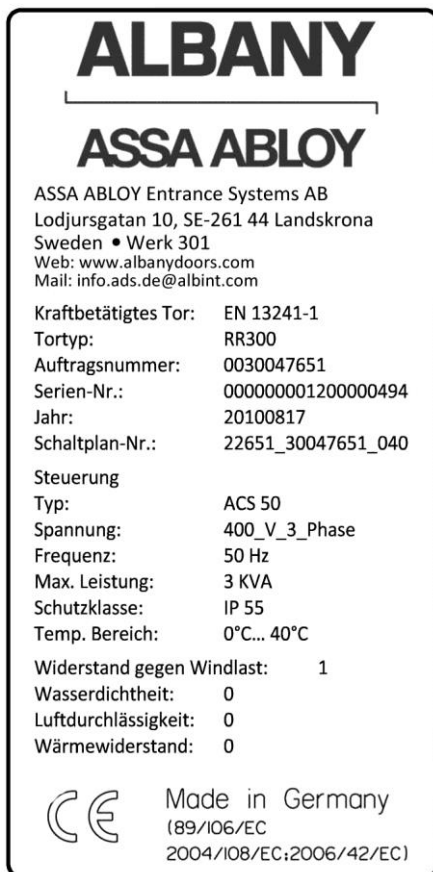 ALBANY
ASSA ABLOY
ASSA ABLOY Entrance Systems AB
Lodjursgatan 10, SE-261 44 Landskrona
Sweden • Werk 301
Web: www.albanydoors.com
Mail: info.ads.de@albint.com
Kraftbetätigtes Tor: EN 13241-1
Tortyp: RR300
Auftragsnummer: 0030047651
Serien-Nr.: 000000001200000494
Jahr: 20100817
Schaltplan-Nr.: 22651_30047651_040
Steuerung
Typ: ACS 50
Spannung: 400_V_3_Phase
Frequenz: 50 Hz
Max. Leistung: 3 KVA
Schutzklasse: IP 55
Temp. Bereich: 0°C... 40°C
Widerstand gegen Windlast: 1
Wasserdichtheit: 0
Luftdurchlässigkeit: 0
Wärmewiderstand: 0
CE Made in Germany
(89/106/EC
2004/108/EC;2006/42/EC)